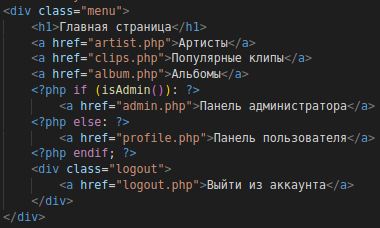 <div class="menu">
<h1>Главная страница</h1>
<a href="artist.php">Артисты</a>
<a href="clips.php">Популярные клипы</a>
<a href="album.php">Альбомы</a>
<?php if (isAdmin()): ?>
<a href="admin.php">Панель администратора</a>
<?php else: ?>
<a href="profile.php">Панель пользователя</a>
<?php endif; ?>
<div class="logout">
<a href="logout.php">Выйти из аккаунта</a>
</div>
</div>